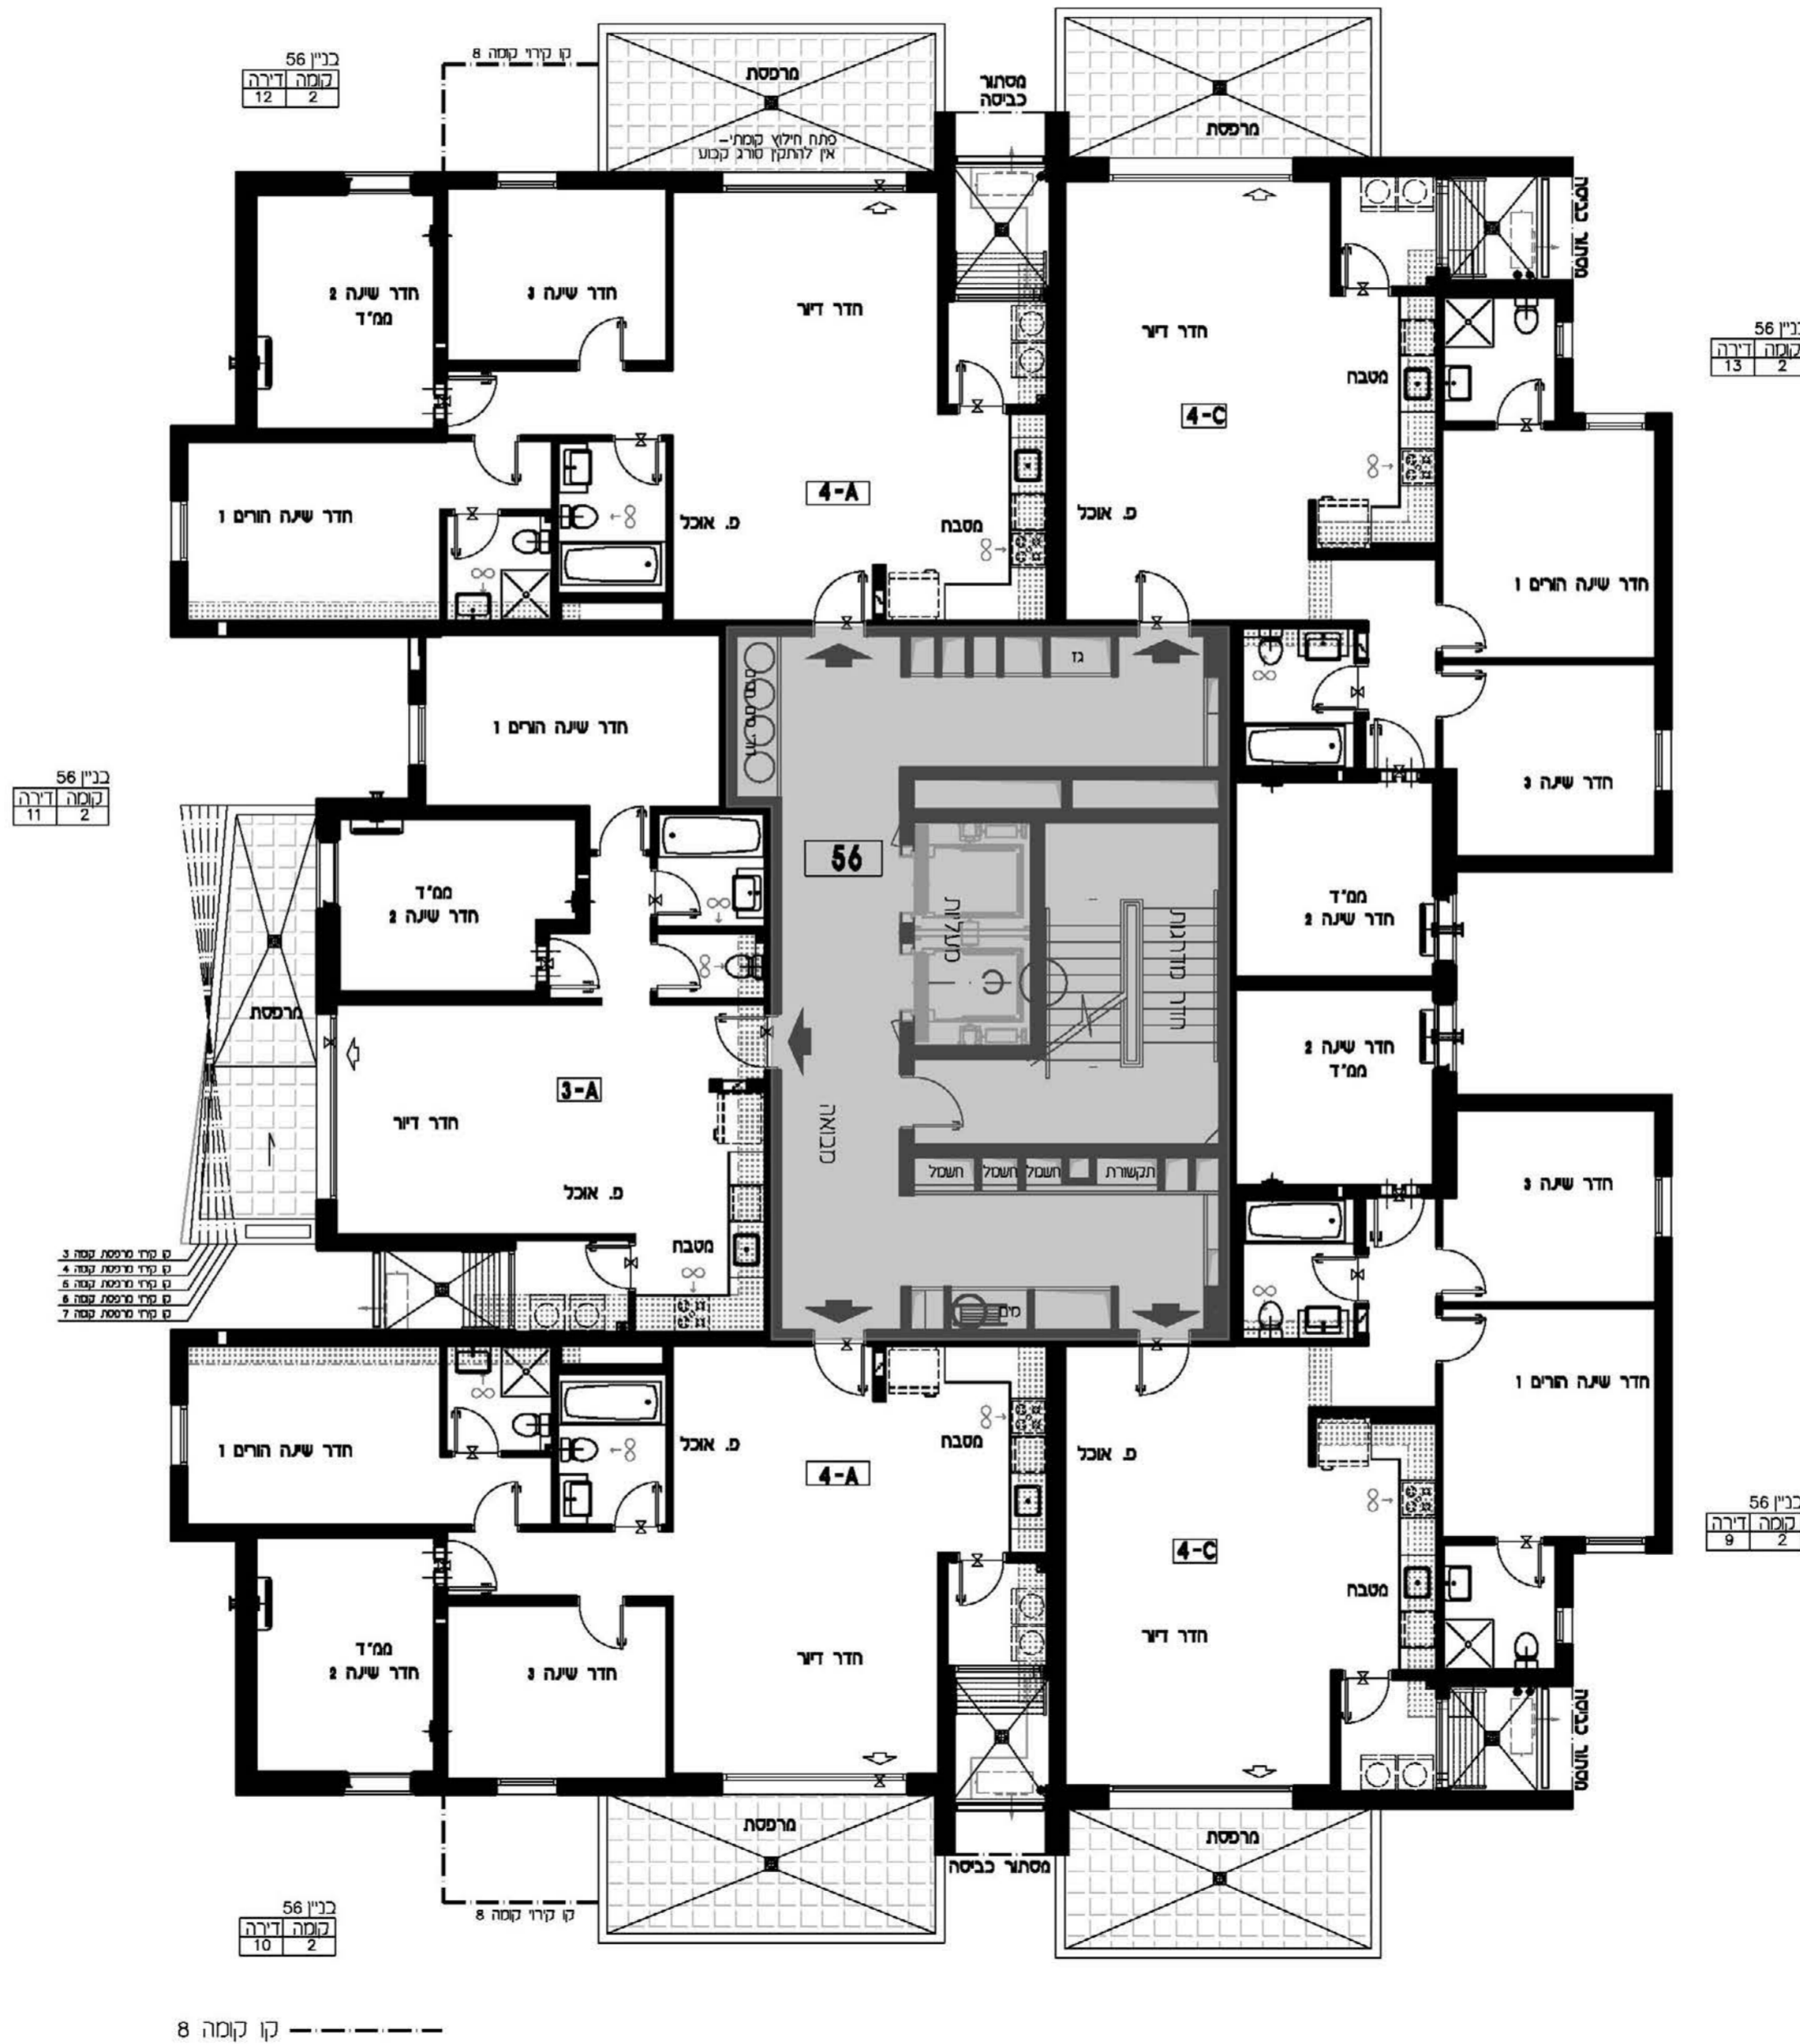 בניין 56
קומה דירה
2 12
קו קירוי קומה 8
מרפסת
פתח חילוץ קומתי-
אין להתקין סורג קבוע
מסתור
כביסה
מרפסת
חדר שינה 2
ממ"ד
חדר שינה 3
חדר דיור
חדר דיור
מטבח
מסתור כביסה
בניין 56
קומה דירה
2 13
4-C
4-A
חדר שינה הורים 1
פ. אוכל
מטבח
פ. אוכל
חדר שינה הורים 1
גז
חדר שינה הורים 1
חדר שינה 3
בניין 56
קומה דירה
2 11
56
ממ"ד
חדר שינה 2
מעליות
חדר מדרגות
ממ"ד
חדר שינה 2
מרפסת
חדר שינה 2
ממ"ד
3-A
חדר דיור
מבואה
חשמל
חשמל
חשמל
תקשורת
חדר שינה 3
פ. אוכל
מטבח
קו קירוי מרפסת קומה 3
קו קירוי מרפסת קומה 4
קו קירוי מרפסת קומה 5
קו קירוי מרפסת קומה 6
קו קירוי מרפסת קומה 7
מים
חדר שינה הורים 1
חדר שינה הורים 1
פ. אוכל
מטבח
פ. אוכל
4-A
בניין 56
קומה דירה
2 9
4-C
מטבח
ממ"ד
חדר שינה 2
חדר שינה 3
חדר דיור
חדר דיור
מסתור כביסה
מרפסת
מרפסת
מסתור כביסה
בניין 56
קומה דירה
2 10
קו קירוי קומה 8
קו קומה 8